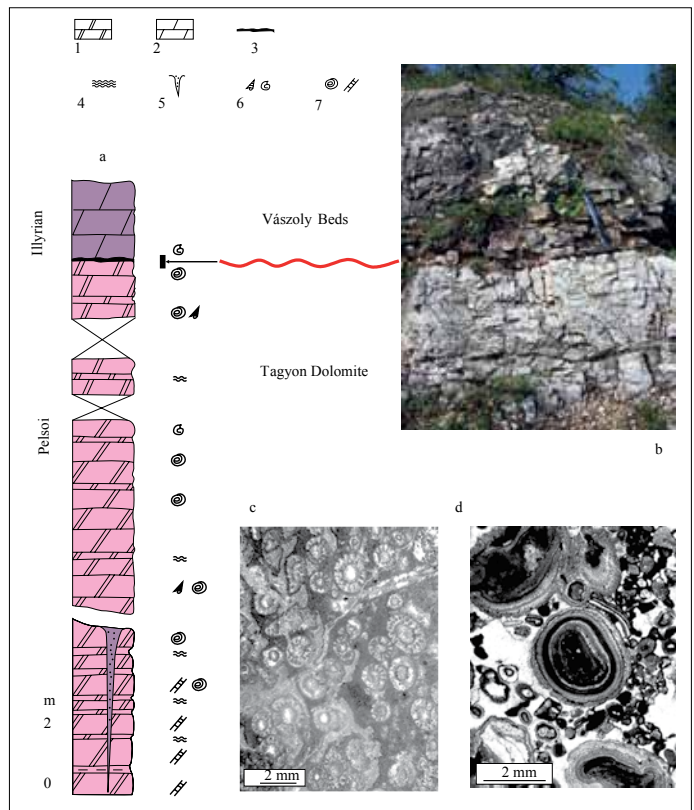 1 2 3
4 5 6 7
a
Illyrian
Vászoly Beds
Tagyon Dolomite
Pelsoi
b
c d
m
2
0
2 mm 2 mm